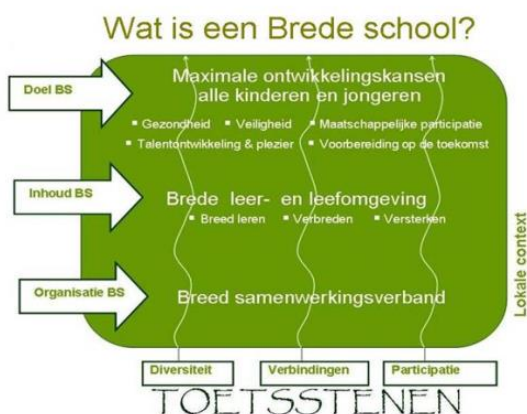 Wat is een Brede school?
Doel BS
Maximale ontwikkelingskansen
alle kinderen en jongeren
▪ Gezondheid ▪ Veiligheid ▪ Maatschappelijke participatie
▪ Talentontwikkeling & plezier ▪ Voorbereiding op de toekomst
Inhoud BS
Brede leer- en leefomgeving
▪ Breed leren ▪ Verbreden ▪ Versterken
Organisatie BS
Breed samenwerkingsverband
Lokale context
Diversiteit Verbindingen Participatie
TOETSSTENEN